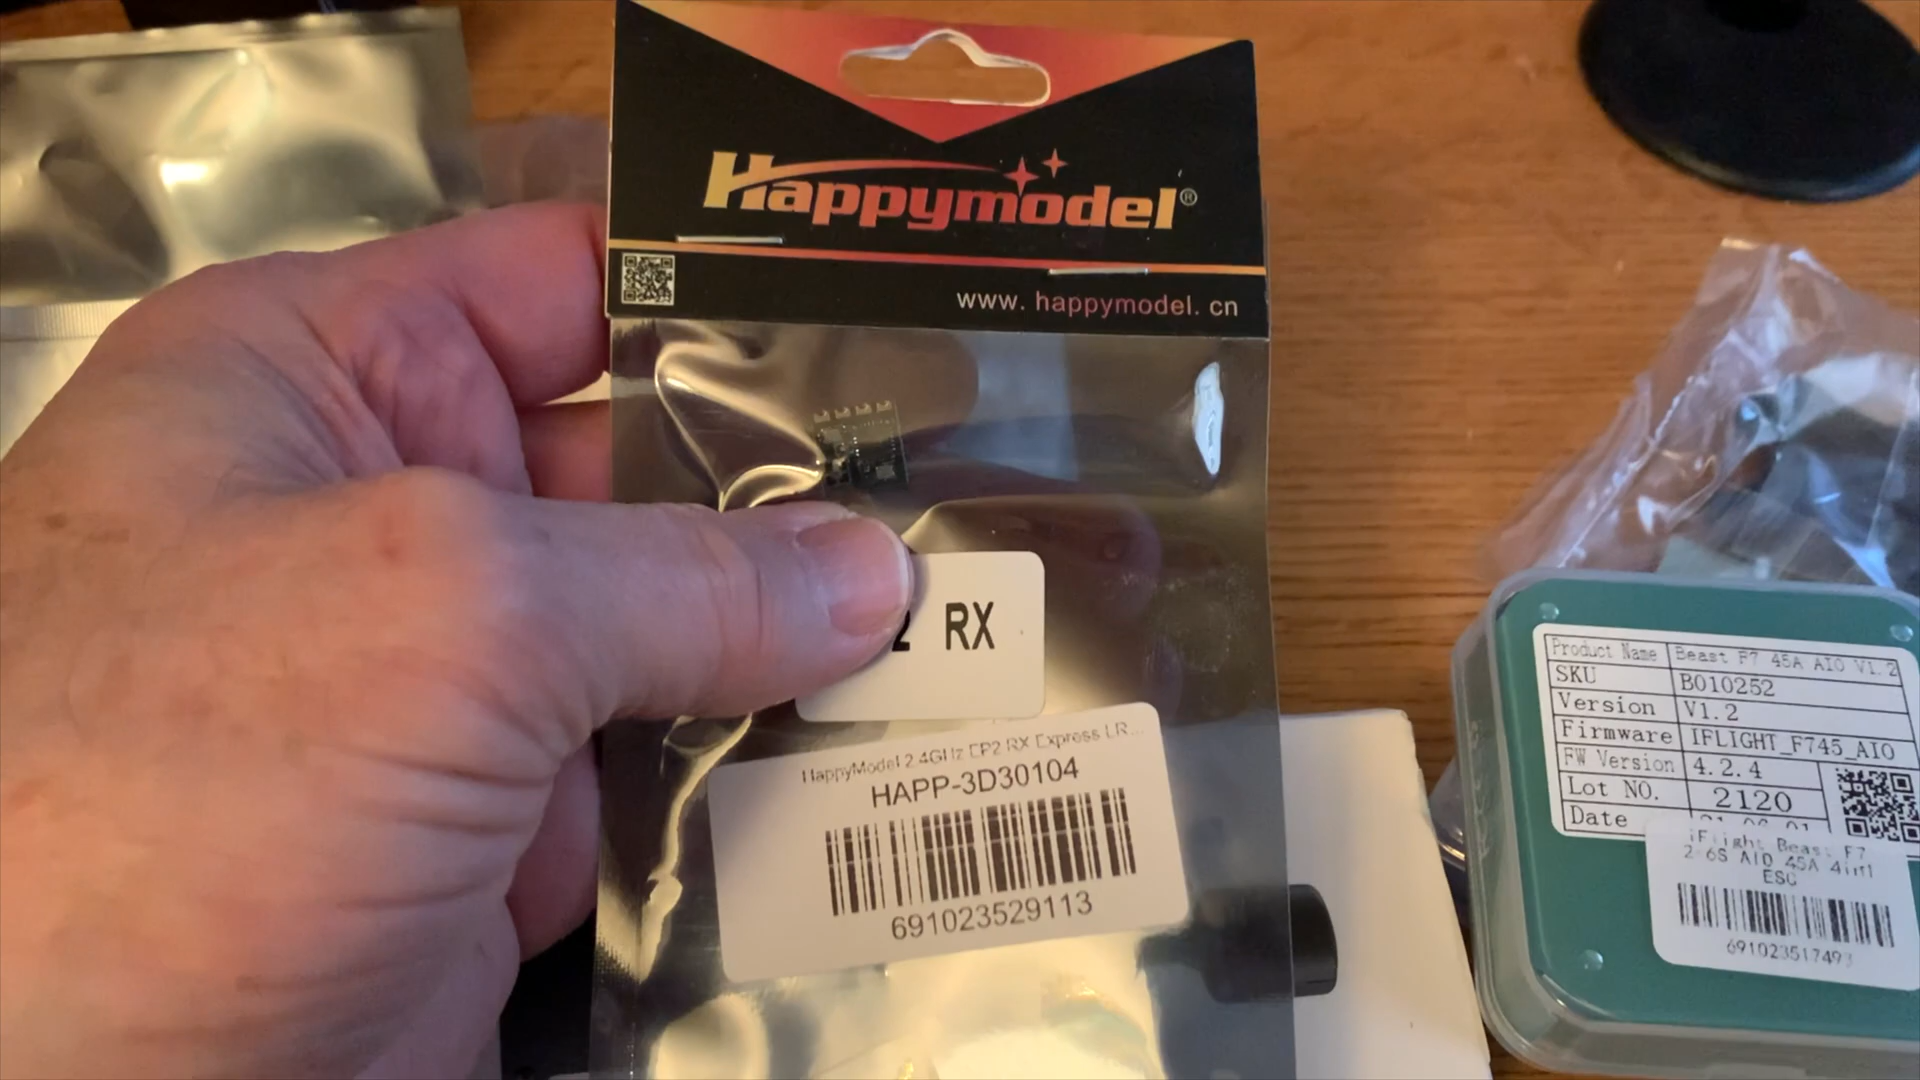 Happymodel®
www. happymodel. cn
2 RX
HappyModel 2.4GHz EP2 RX Express LR...
HAPP-3D30104
691023529113
Product Name Beast F7 45A AIO V1.2
SKU B010252
Version V1.2
Firmware IFLIGHT_F745_AIO
FW Version 4.2.4
Lot NO. 2120
Date
iFlight Beast F7
2-6S AIO 45A 4in1
ESC
691023517493